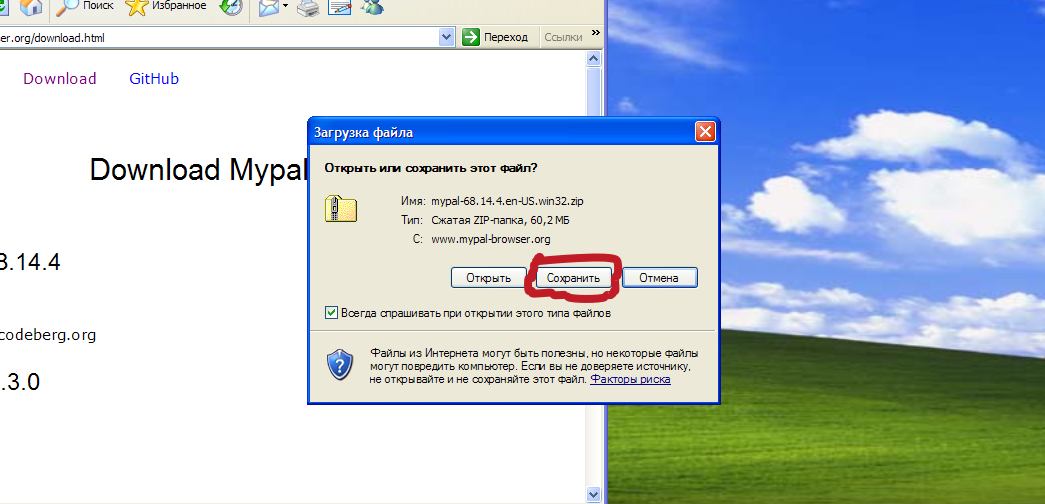 Поиск Избранное
er.org/download.html Переход Ссылки »
Download GitHub
Download Mypal
.14.4
codeberg.org
.3.0
Загрузка файла
Открыть или сохранить этот файл?
Имя: mypal-68.14.4.en-US.win32.zip
Тип: Сжатая ZIP-папка, 60,2 МБ
С: www.mypal-browser.org
Открыть Сохранить Отмена
Всегда спрашивать при открытии этого типа файлов
Файлы из Интернета могут быть полезны, но некоторые файлы
могут повредить компьютер. Если вы не доверяете источнику,
не открывайте и не сохраняйте этот файл. Факторы риска